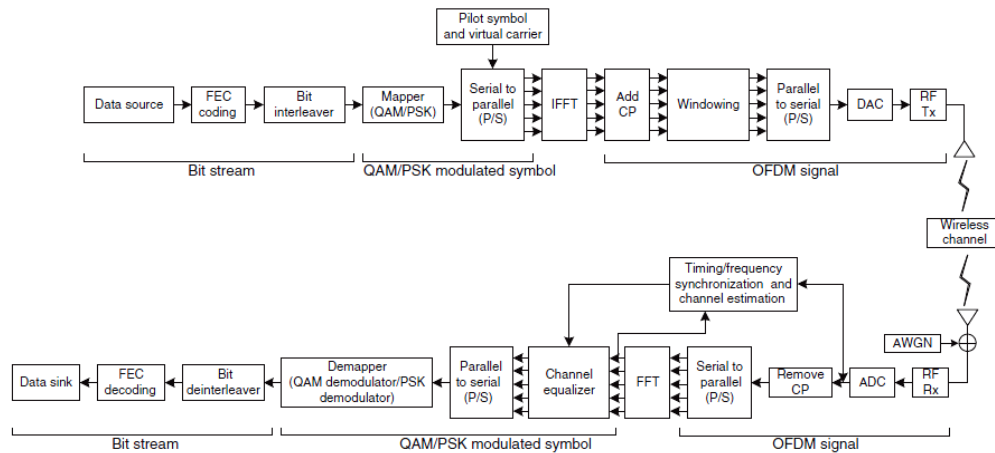 Pilot symbol
and virtual carrier
Data source
FEC
coding
Bit
interleaver
Mapper
(QAM/PSK)
Serial to
parallel
(P/S)
IFFT
Add
CP
Windowing
Parallel
to serial
(P/S)
DAC
RF
Tx
Bit stream
QAM/PSK modulated symbol
OFDM signal
Wireless
channel
Timing/frequency
synchronization and
channel estimation
AWGN
Data sink
FEC
decoding
Bit
deinterleaver
Demapper
(QAM demodulator/PSK
demodulator)
Parallel
to serial
(P/S)
Channel
equalizer
FFT
Serial to
parallel
(P/S)
Remove
CP
ADC
RF
Rx
Bit stream
QAM/PSK modulated symbol
OFDM signal